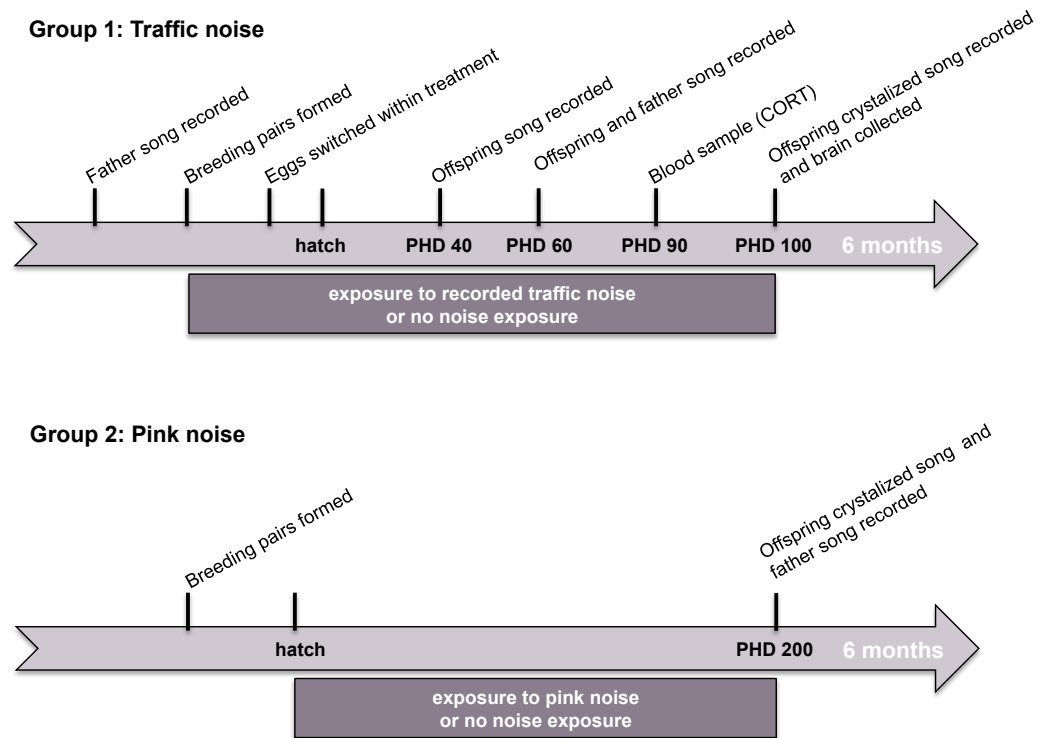 Group 1: Traffic noise
Father song recorded
Breeding pairs formed
Eggs switched within treatment
Offspring song recorded
Offspring and father song recorded
Blood sample (CORT)
Offspring crystalized song recorded
and brain collected
hatch
PHD 40
PHD 60
PHD 90
PHD 100
6 months
exposure to recorded traffic noise
or no noise exposure
Group 2: Pink noise
Breeding pairs formed
Offspring crystalized song and
father song recorded
hatch
PHD 200
6 months
exposure to pink noise
or no noise exposure